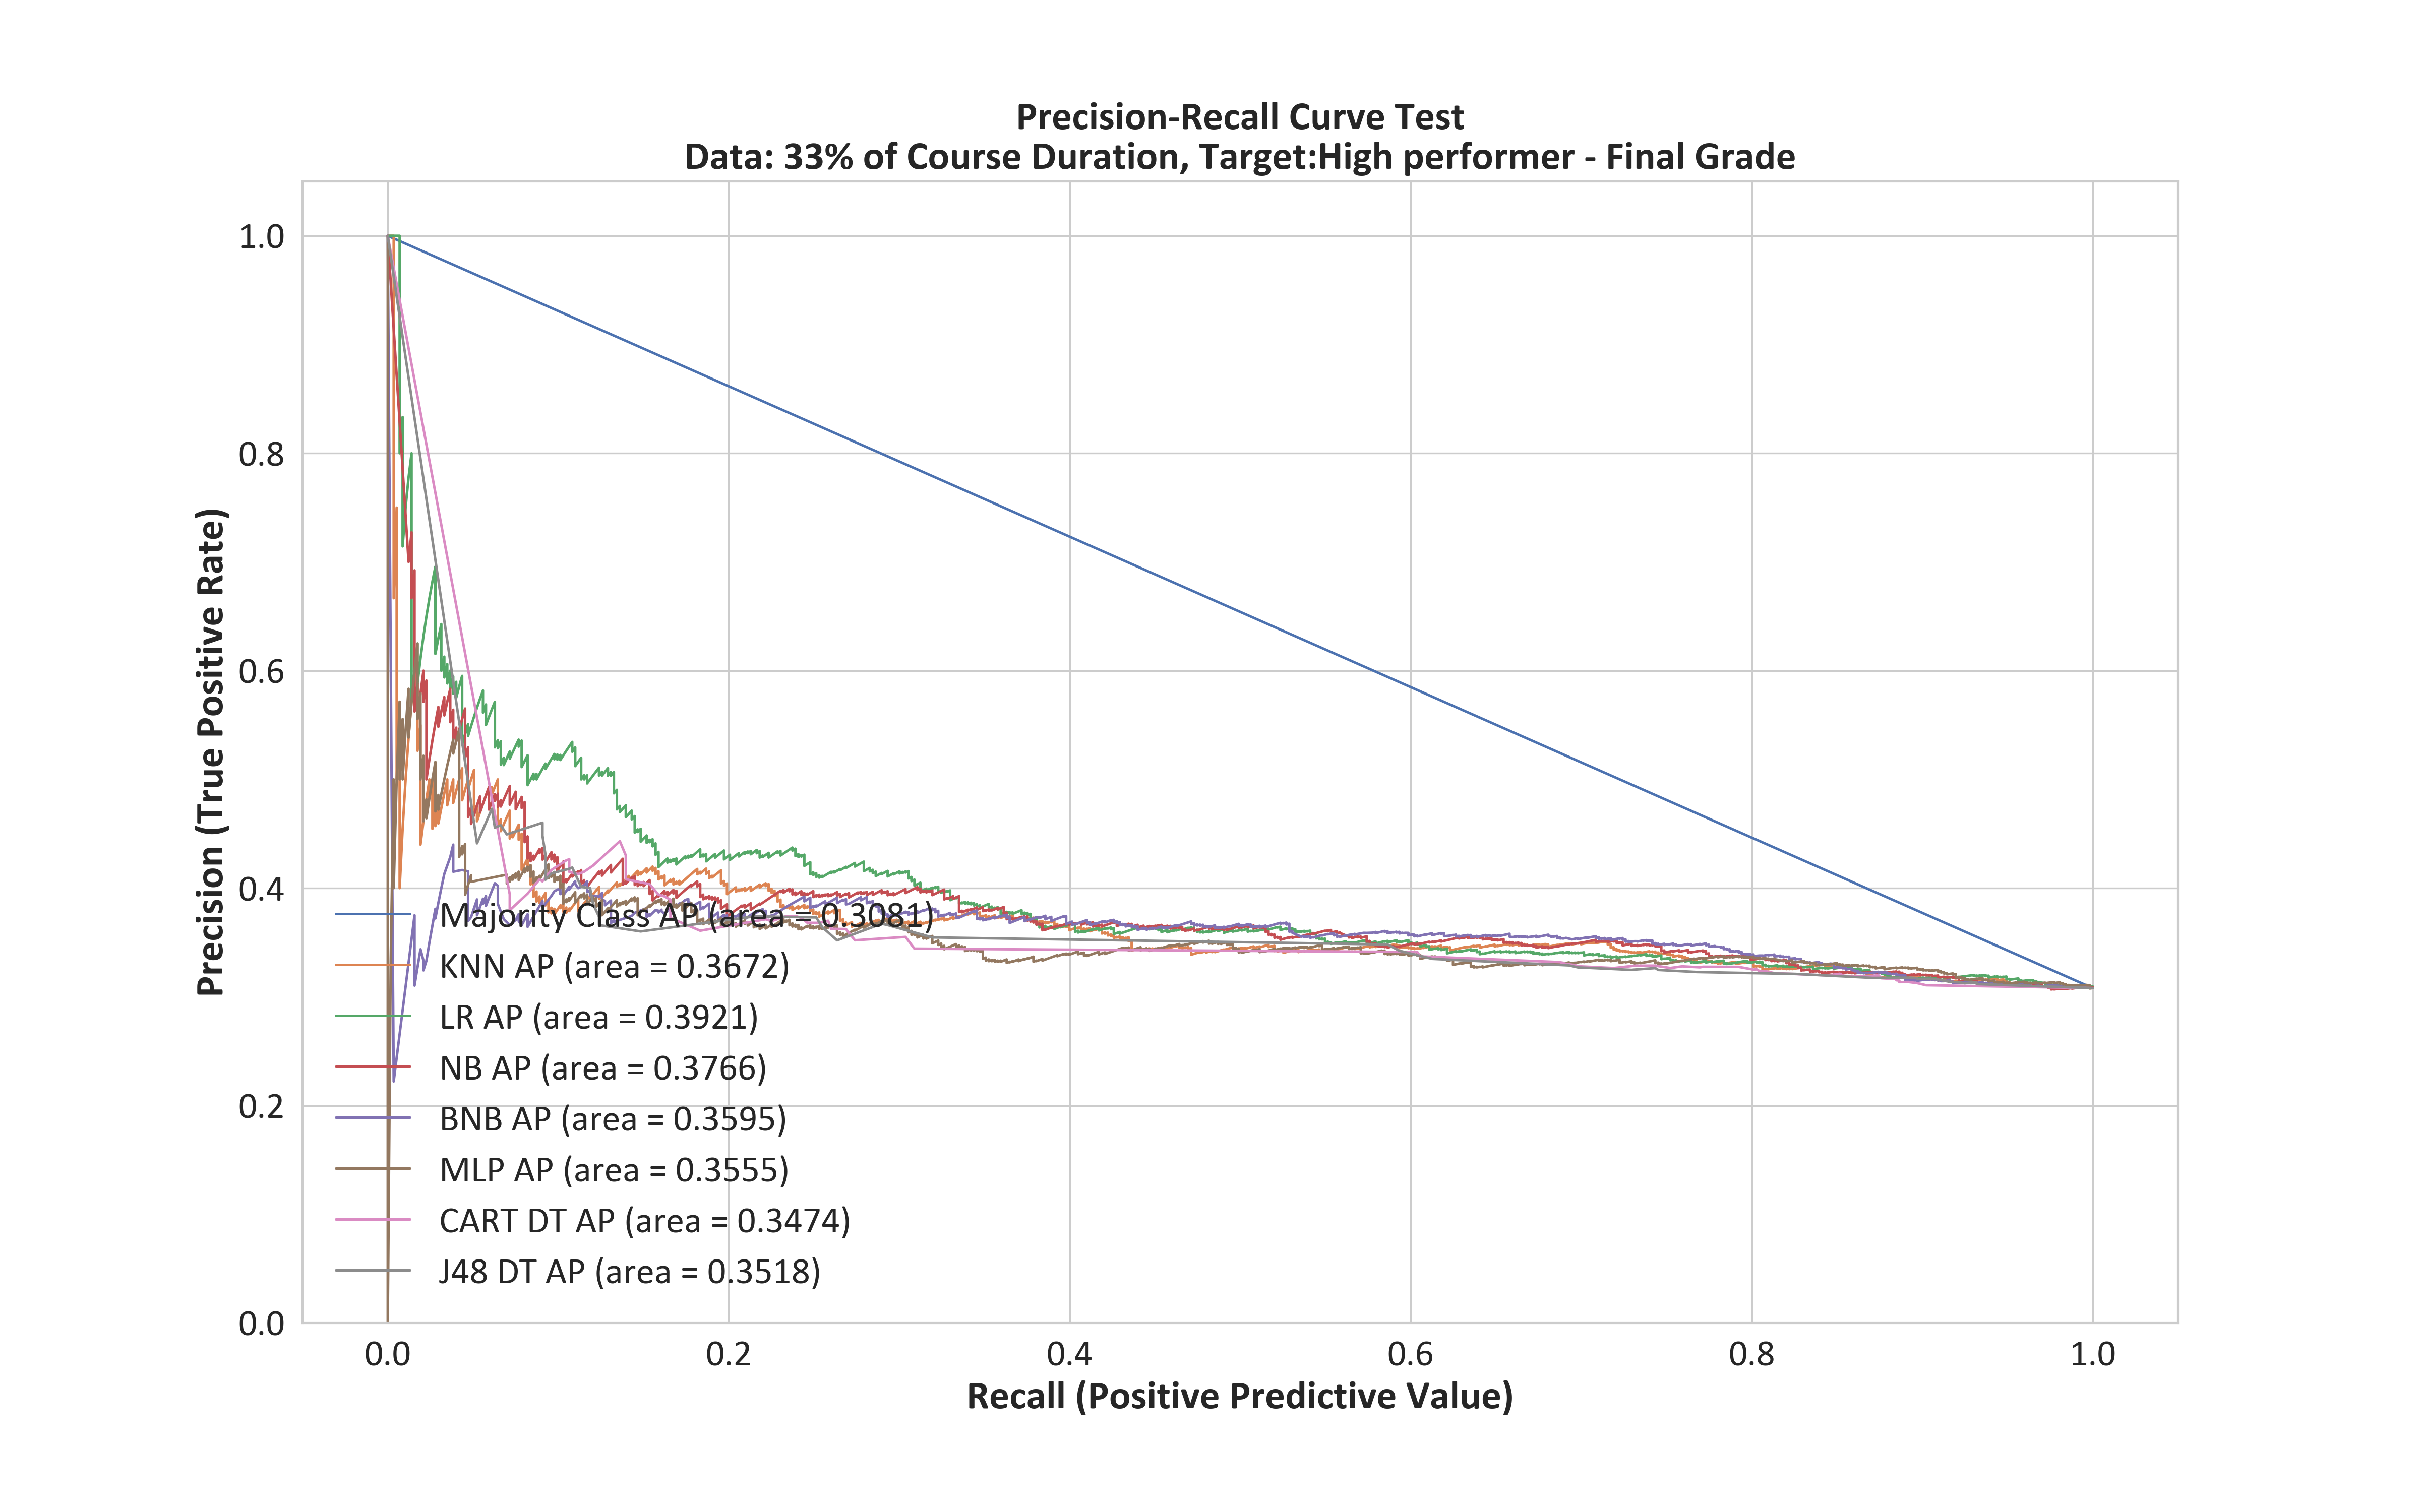 Precision-Recall Curve Test
Data: 33% of Course Duration, Target:High performer - Final Grade
1.0
0.8
0.6
0.4
0.2
0.0
Precision (True Positive Rate)
Majority Class AP (area = 0.3081)
KNN AP (area = 0.3672)
LR AP (area = 0.3921)
NB AP (area = 0.3766)
BNB AP (area = 0.3595)
MLP AP (area = 0.3555)
CART DT AP (area = 0.3474)
J48 DT AP (area = 0.3518)
0.0 0.2 0.4 0.6 0.8 1.0
Recall (Positive Predictive Value)